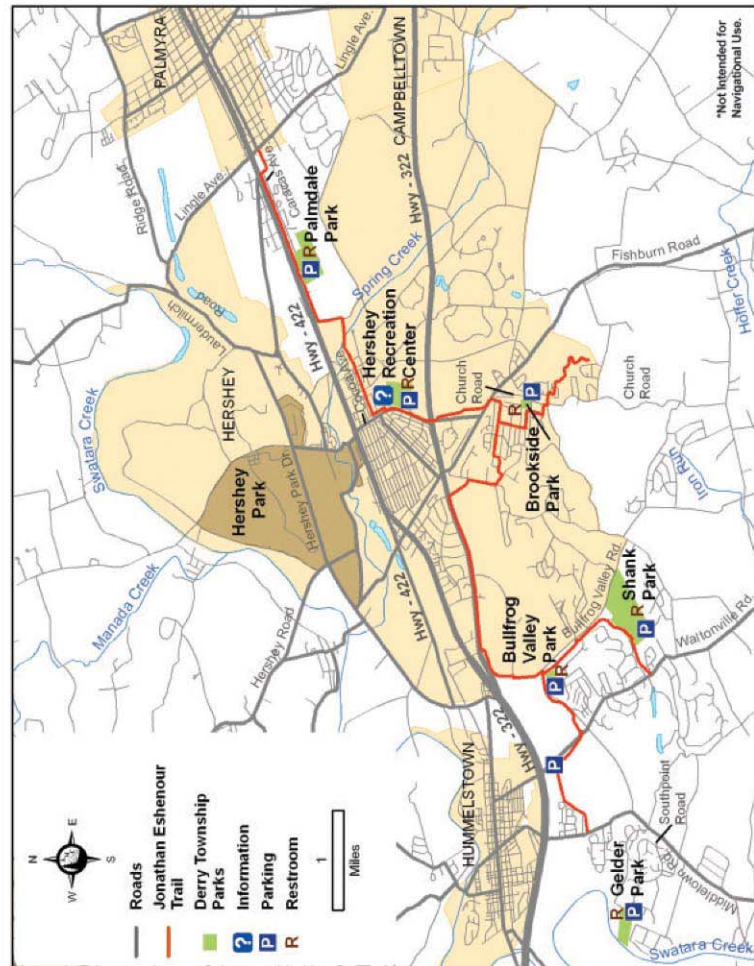 N
W
E
S
Roads
Jonathan Eshenour
Trail
Derry Township
Parks
? Information
P Parking
R Restroom
1
Miles
Swatara Creek
Manada Creek
Hershey Road
Hershey
Park
Hershey Park Dr
HERSHEY
Laudermilch
Road
Ridge Road
PALMYRA
Lingle Ave.
Lingle Ave.
Caracas Ave.
Hwy - 422
Hwy - 422
P R
Palmdale
Park
Cocoa Ave
Spring Creek
?
Hershey
Recreation
Center
P R
CAMPBELLTOWN
Hwy - 322
HUMMELSTOWN
Hwy - 322
Bullfrog
Valley
Park
P R
P
Church
Road
R P
Brookside
Park
Fishburn Road
Church
Road
Bullfrog Valley Rd
Shank
Park
P R
Waltonville Rd.
Iron Run
Hoffer Creek
Southpoint
Road
Middletown Rd
R
P
Gelder
Park
Swatara Creek
*Not Intended for
Navigational Use.